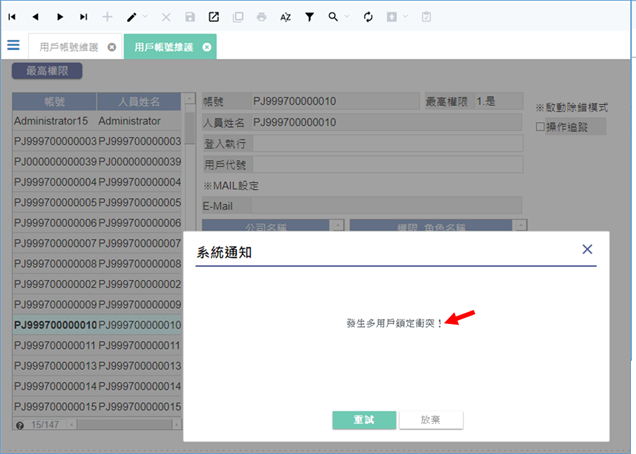 用戶帳號維護
用戶帳號維護
最高權限
帳號 人員姓名
Administrator15 Administrator
PJ999700000003 PJ999700000003
PJ000000000039 PJ000000000039
PJ999700000004 PJ999700000004
PJ999700000005 PJ999700000005
PJ999700000006 PJ999700000006
PJ999700000007 PJ999700000007
PJ999700000008 PJ999700000008
PJ999700000002 PJ999700000002
PJ999700000009 PJ999700000009
PJ999700000010 PJ999700000010
PJ999700000011 PJ999700000011
PJ999700000013 PJ999700000013
PJ999700000014 PJ999700000014
PJ999700000015 PJ999700000015
15/147
帳號 PJ999700000010 最高權限 1.是
人員姓名 PJ999700000010
登入執行
用戶代號
※MAIL設定
E-Mail
※啟動除錯模式
操作追蹤
公司名稱 權限 角色名稱
系統通知
發生多用戶鎖定衝突！
重試 放棄